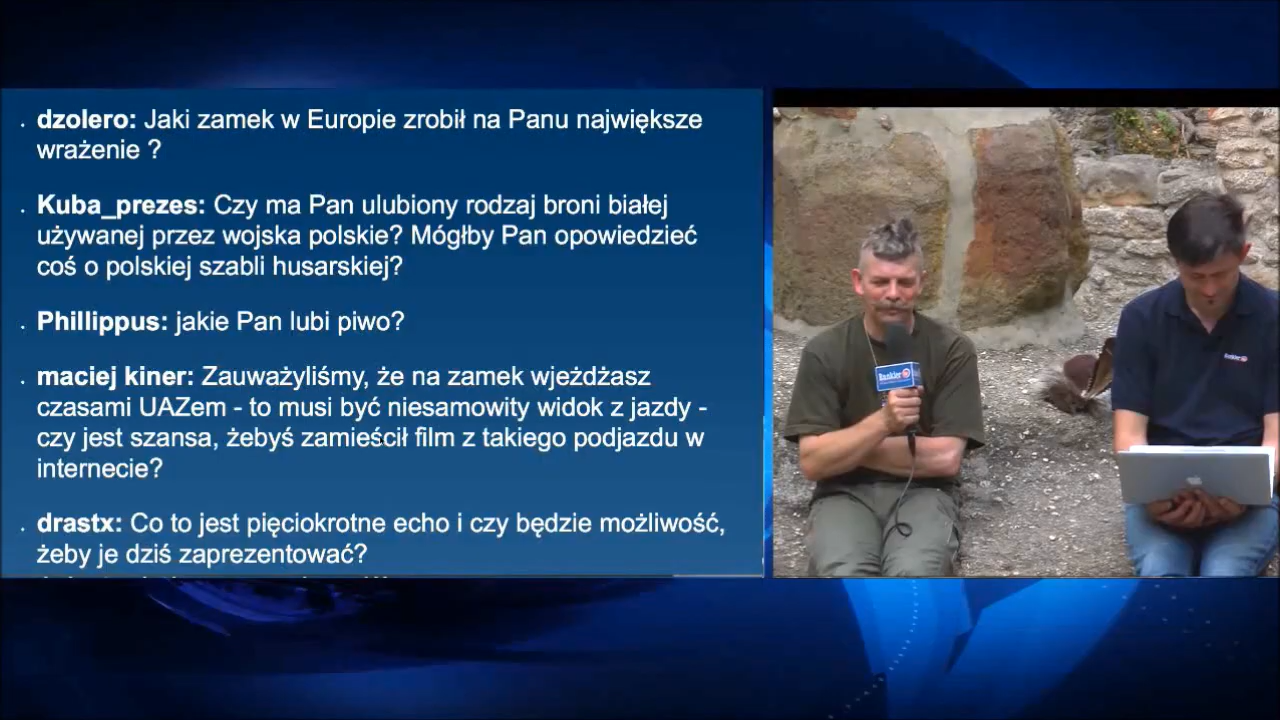 dzolero: Jaki zamek w Europie zrobił na Panu największe
wrażenie ?
Kuba_prezes: Czy ma Pan ulubiony rodzaj broni białej
używanej przez wojska polskie? Mógłby Pan opowiedzieć
coś o polskiej szabli husarskiej?
Phillippus: jakie Pan lubi piwo?
maciej kiner: Zauważyliśmy, że na zamek wjeżdżasz
czasami UAZem - to musi być niesamowity widok z jazdy -
czy jest szansa, żebyś zamieścił film z takiego podjazdu w
internecie?
drastx: Co to jest pięciokrotne echo i czy będzie możliwość,
żeby je dziś zaprezentować?
Bankier
Bankier